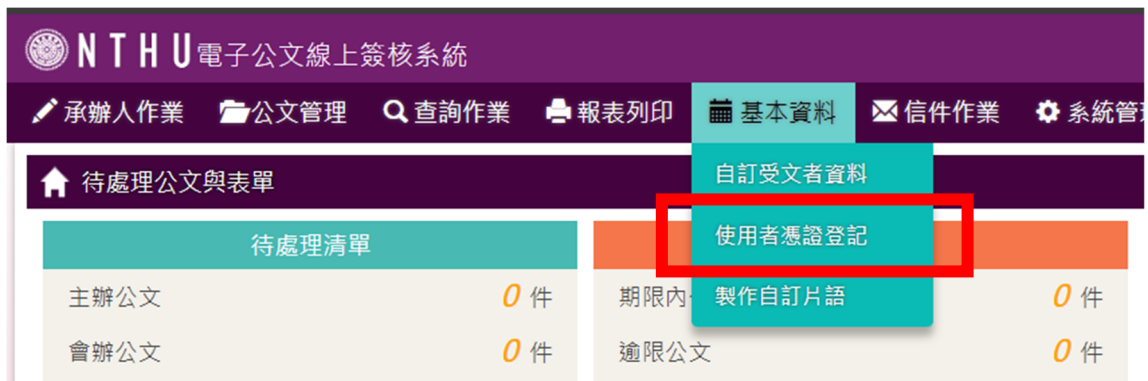 NTHU電子公文線上簽核系統
承辦人作業 公文管理 查詢作業 報表列印 基本資料 信件作業 系統管
待處理公文與表單
自訂受文者資料
使用者憑證登記
製作自訂片語
待處理清單
主辦公文 0 件
會辦公文 0 件
期限內 0 件
逾限公文 0 件